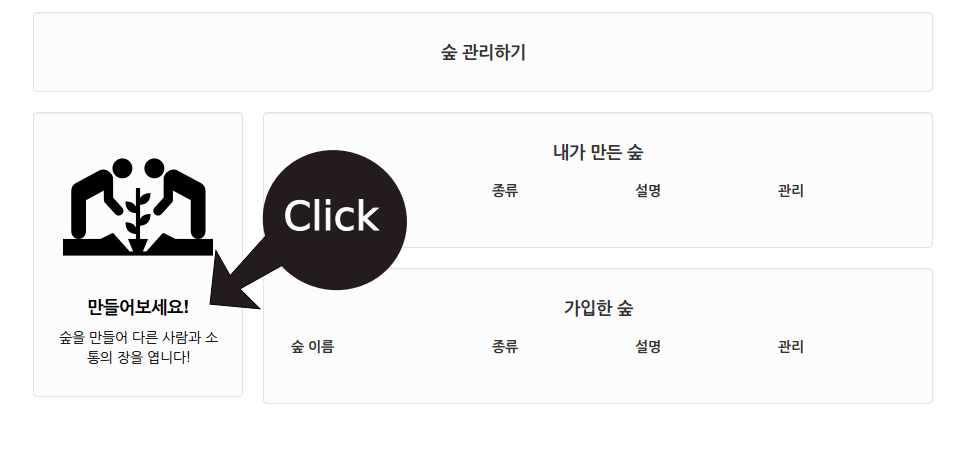 숲 관리하기
만들어보세요!
숲을 만들어 다른 사람과 소
통의 장을 엽니다!
Click
내가 만든 숲
종류 설명 관리
가입한 숲
숲 이름 종류 설명 관리